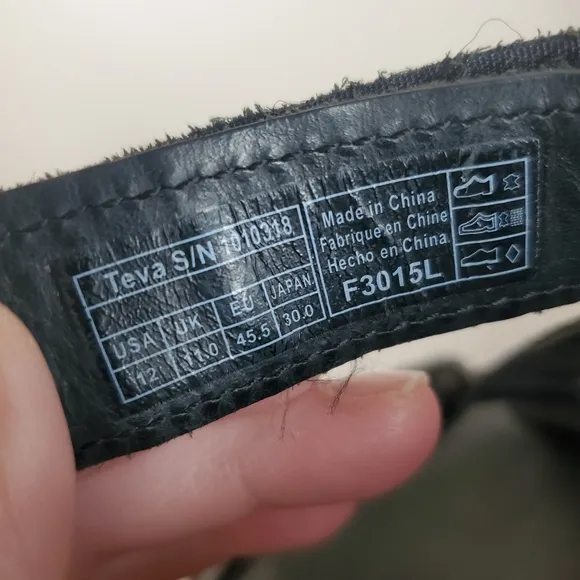 Teva S/N 1010318
USA UK EU JAPAN
12 11.0 45.5 30.0
Made in China
Fabriqué en Chine
Hecho en China
F3015L